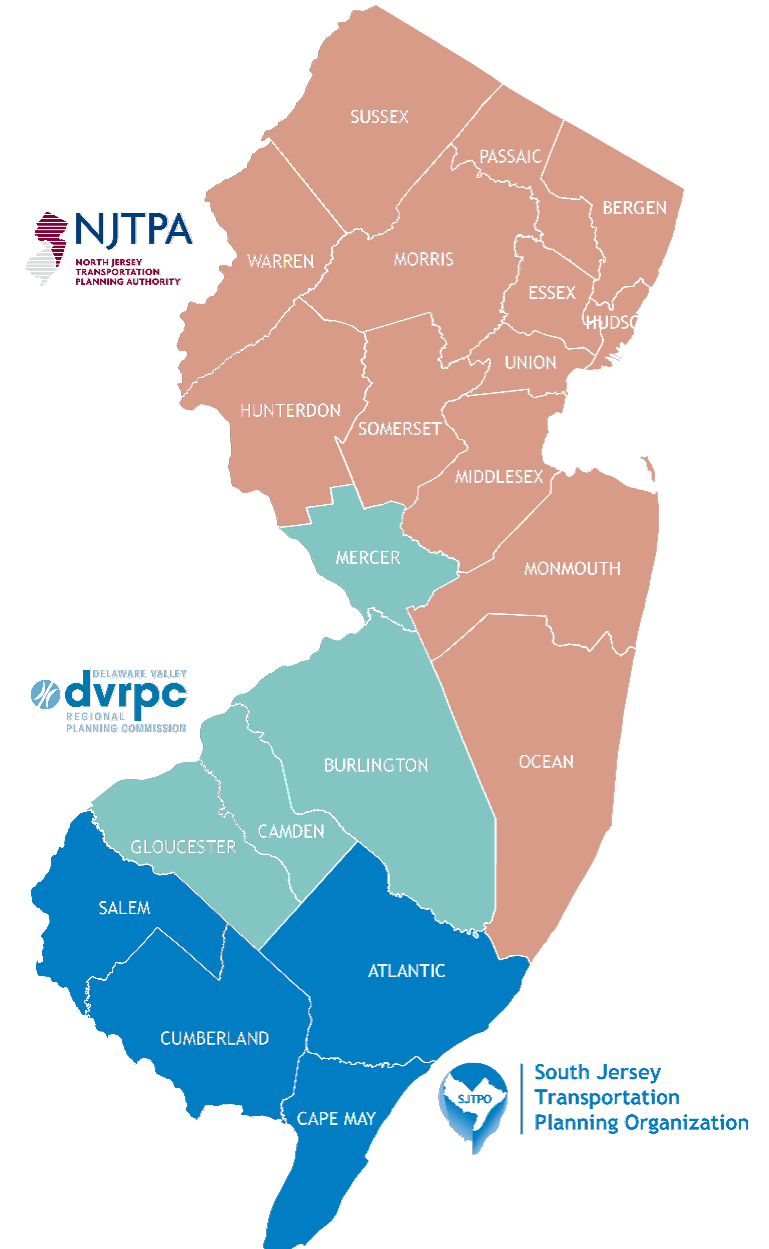 SUSSEX
PASSAIC
BERGEN
NJTPA
NORTH JERSEY
TRANSPORTATION
PLANNING AUTHORITY
WARREN
MORRIS
ESSEX
HUDSO
UNION
HUNTERDON
SOMERSET
MIDDLESEX
MERCER
MONMOUTH
DELAWARE VALLEY
dvrpc
REGIONAL
PLANNING COMMISSION
OCEAN
BURLINGTON
CAMDEN
GLOUCESTER
SALEM
ATLANTIC
CUMBERLAND
CAPE MAY
SJTPO
South Jersey
Transportation
Planning Organization